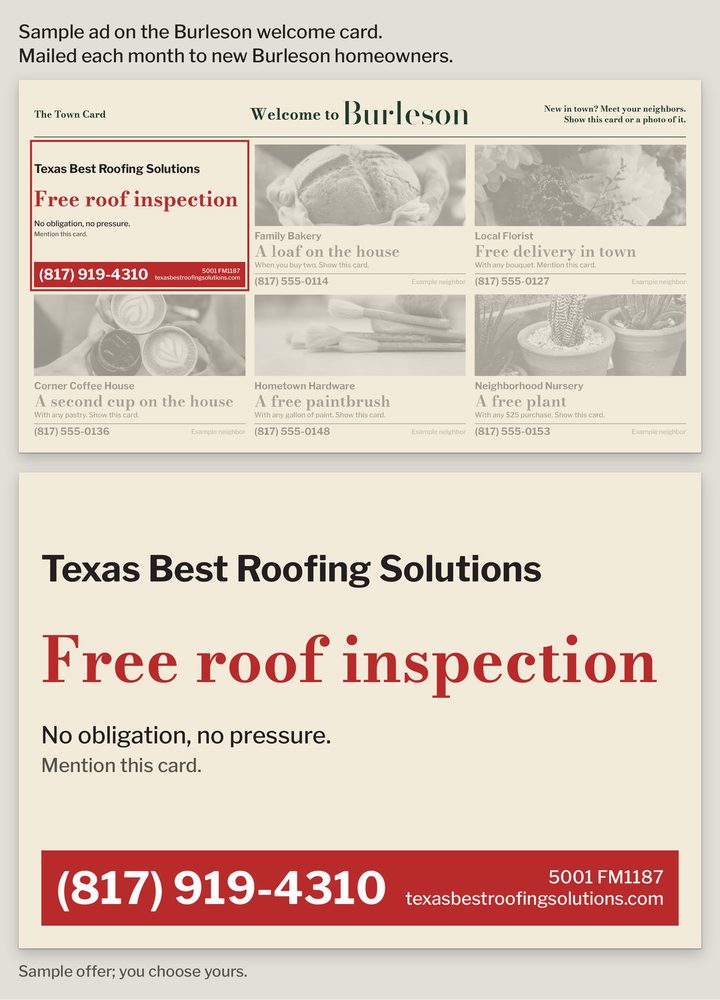 Sample ad on the Burleson welcome card.
Mailed each month to new Burleson homeowners.
The Town Card
Welcome to Burleson
New in town? Meet your neighbors.
Show this card or a photo of it.
Texas Best Roofing Solutions
Free roof inspection
No obligation, no pressure.
Mention this card.
(817) 919-4310
5001 FM1187
texasbestroofingsolutions.com
Family Bakery
A loaf on the house
When you buy two. Show this card.
(817) 555-0114
Example neighbor
Local Florist
Free delivery in town
With any bouquet. Mention this card.
(817) 555-0127
Example neighbor
Corner Coffee House
A second cup on the house
With any pastry. Show this card.
(817) 555-0136
Example neighbor
Hometown Hardware
A free paintbrush
With any gallon of paint. Show this card.
(817) 555-0148
Example neighbor
Neighborhood Nursery
A free plant
With any $25 purchase. Show this card.
(817) 555-0153
Example neighbor
Texas Best Roofing Solutions
Free roof inspection
No obligation, no pressure.
Mention this card.
(817) 919-4310
5001 FM1187
texasbestroofingsolutions.com
Sample offer; you choose yours.